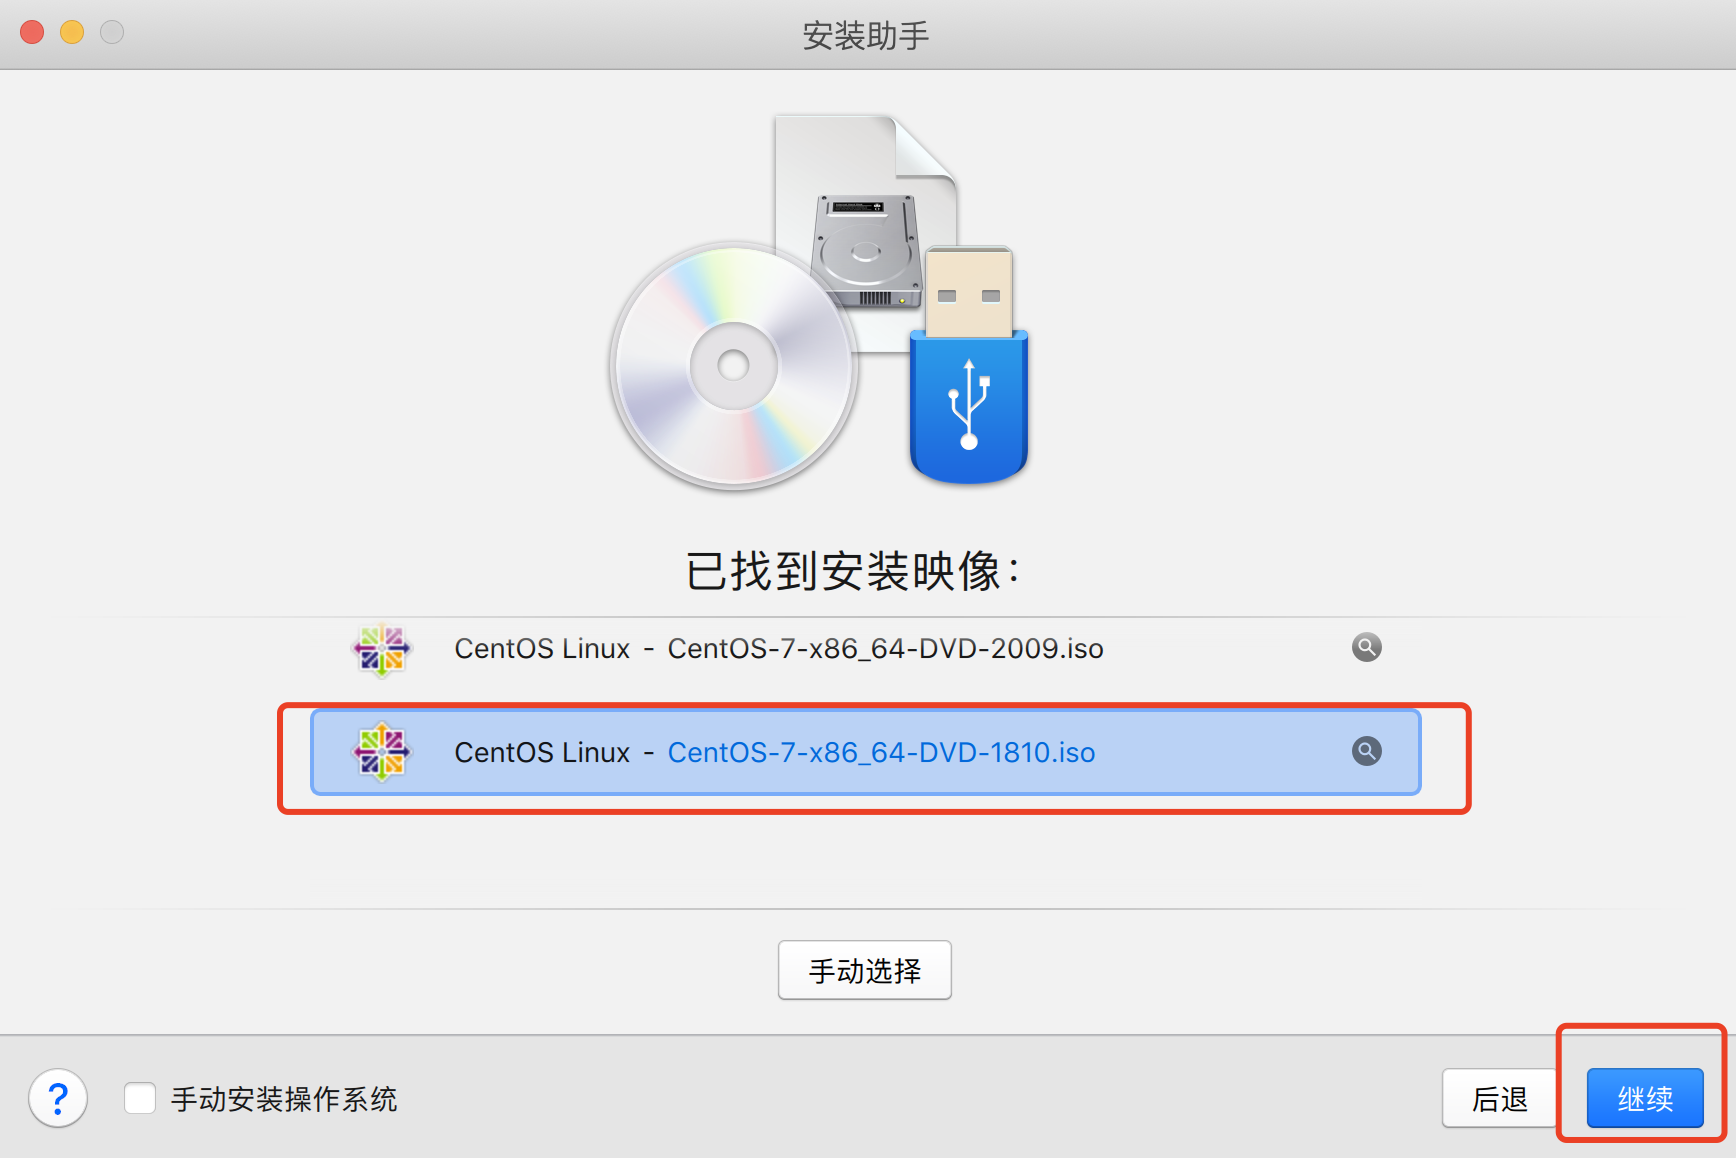 安装助手
已找到安装映像：
CentOS Linux - CentOS-7-x86_64-DVD-2009.iso
CentOS Linux - CentOS-7-x86_64-DVD-1810.iso
手动选择
?
手动安装操作系统
后退
继续